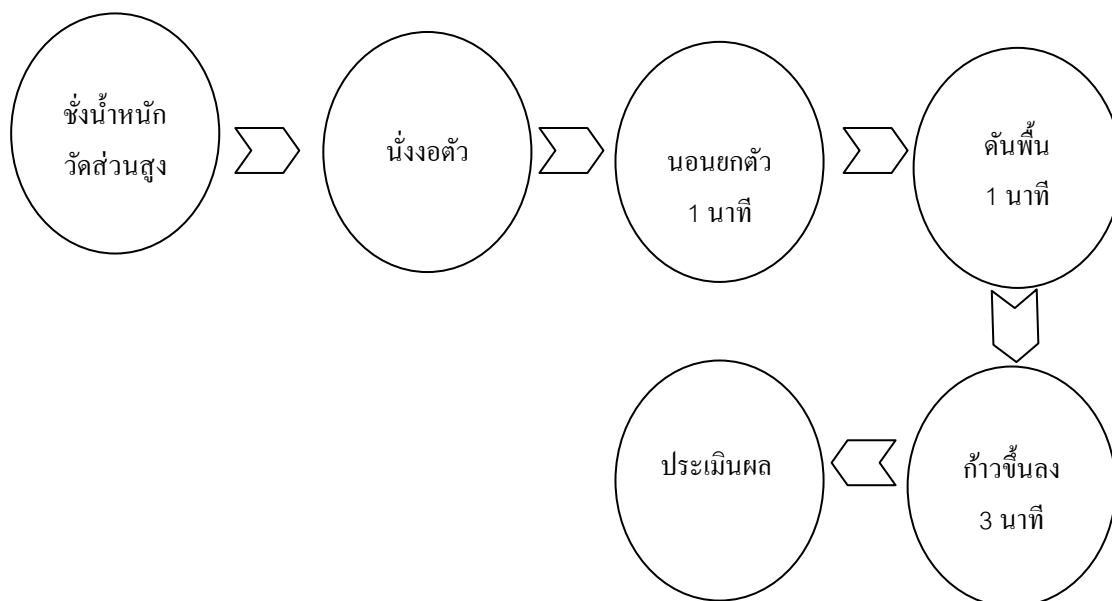 ชั่งน้ำหนัก
วัดส่วนสูง
นั่งงอตัว
นอนยกตัว
1 นาที
ดันพื้น
1 นาที
ก้าวขึ้นลง
3 นาที
ประเมินผล